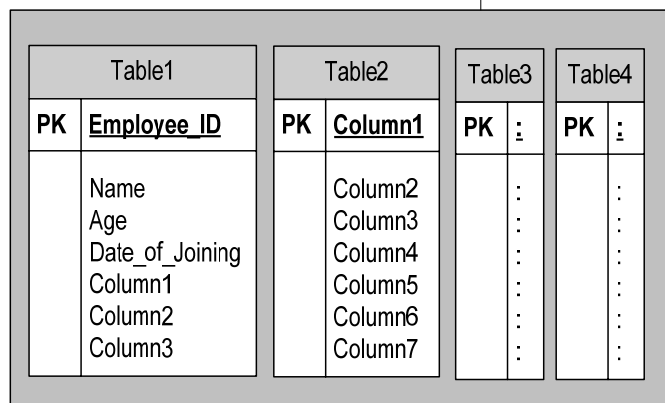 Table1
PK Employee_ID
Name
Age
Date_of_Joining
Column1
Column2
Column3
Table2
PK Column1
Column2
Column3
Column4
Column5
Column6
Column7
Table3
PK :
:
:
:
:
:
:
Table4
PK :
:
:
:
:
:
: